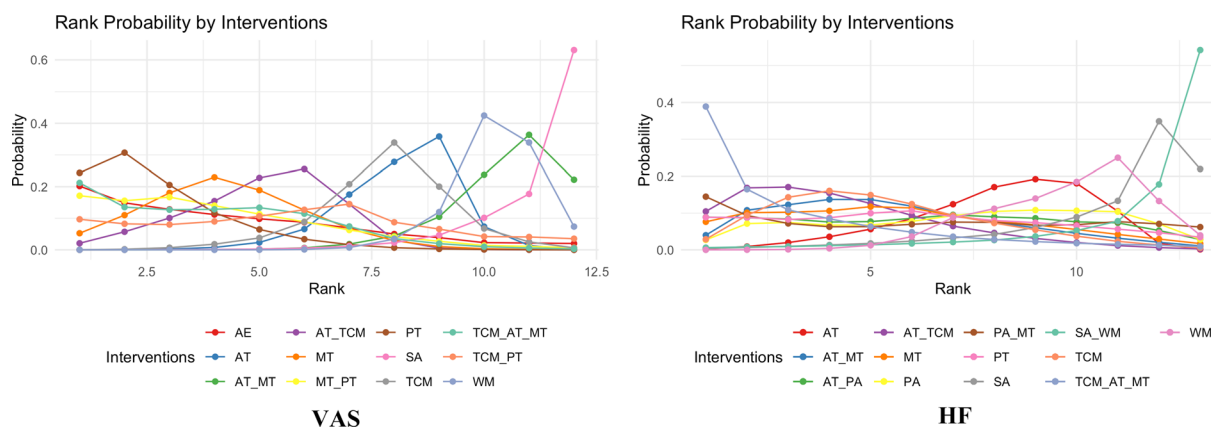 Rank Probability by Interventions
Probability
0.6
0.4
0.2
0.0
2.5 5.0 7.5 10.0 12.5
Rank
Interventions
AE AT_TCM PT TCM_AT_MT
AT MT SA TCM_PT
AT_MT MT_PT TCM WM
VAS
Rank Probability by Interventions
Probability
0.4
0.2
0.0
5 10
Rank
Interventions
AT AT_TCM PA_MT SA_WM WM
AT_MT MT PT TCM
AT_PA PA SA TCM_AT_MT
HF